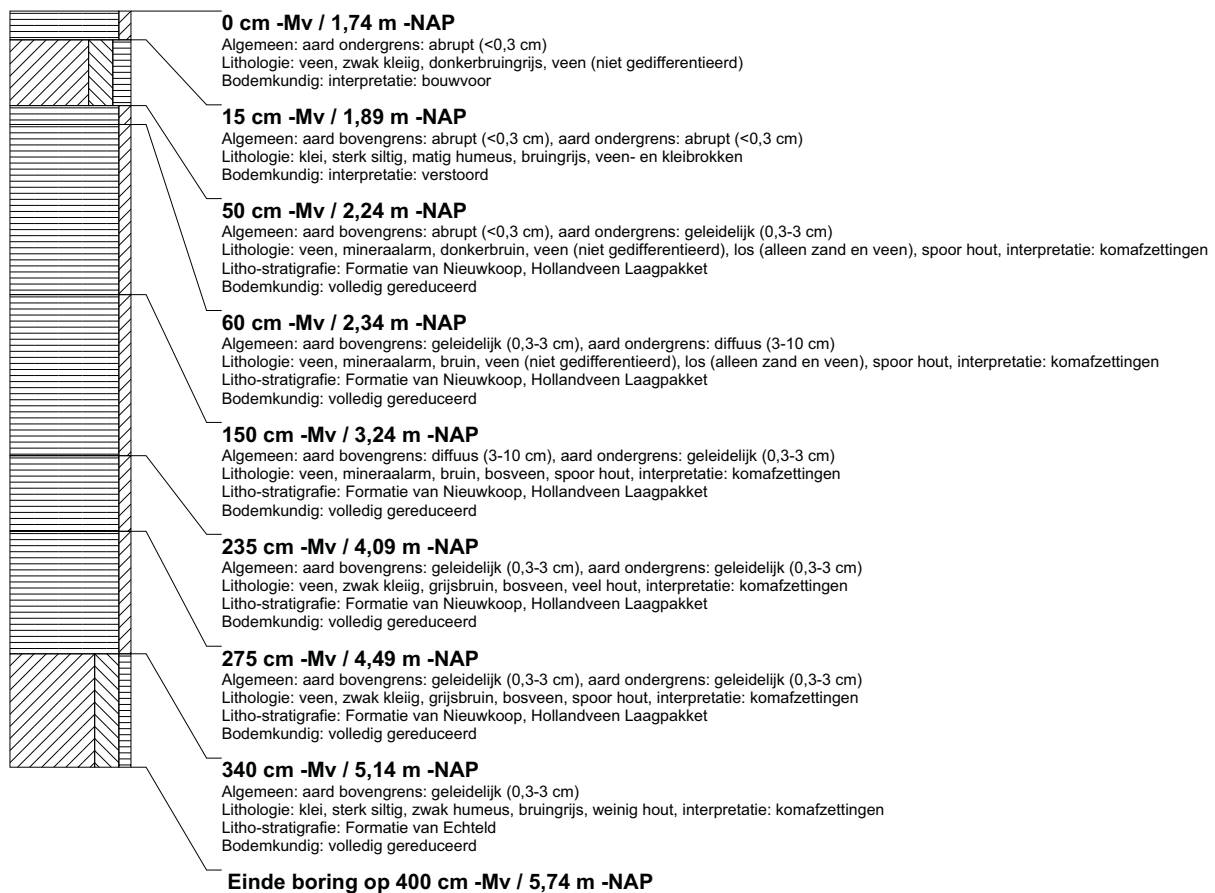 0 cm -Mv / 1,74 m -NAP
Algemeen: aard ondergrens: abrupt (<0,3 cm)
Lithologie: veen, zwak kleiig, donkerbruingrijs, veen (niet gedifferentieerd)
Bodemkundig: interpretatie: bouwvoor
15 cm -Mv / 1,89 m -NAP
Algemeen: aard bovengrens: abrupt (<0,3 cm), aard ondergrens: abrupt (<0,3 cm)
Lithologie: klei, sterk siltig, matig humeus, bruingrijs, veen- en kleibrokken
Bodemkundig: interpretatie: verstoord
50 cm -Mv / 2,24 m -NAP
Algemeen: aard bovengrens: abrupt (<0,3 cm), aard ondergrens: geleidelijk (0,3-3 cm)
Lithologie: veen, mineraalarm, donkerbruin, veen (niet gedifferentieerd), los (alleen zand en veen), spoor hout, interpretatie: komafzettingen
Litho-stratigrafie: Formatie van Nieuwkoop, Hollandveen Laagpakket
Bodemkundig: volledig gereduceerd
60 cm -Mv / 2,34 m -NAP
Algemeen: aard bovengrens: geleidelijk (0,3-3 cm), aard ondergrens: diffuus (3-10 cm)
Lithologie: veen, mineraalarm, bruin, veen (niet gedifferentieerd), los (alleen zand en veen), spoor hout, interpretatie: komafzettingen
Litho-stratigrafie: Formatie van Nieuwkoop, Hollandveen Laagpakket
Bodemkundig: volledig gereduceerd
150 cm -Mv / 3,24 m -NAP
Algemeen: aard bovengrens: diffuus (3-10 cm), aard ondergrens: geleidelijk (0,3-3 cm)
Lithologie: veen, mineraalarm, bruin, bosveen, spoor hout, interpretatie: komafzettingen
Litho-stratigrafie: Formatie van Nieuwkoop, Hollandveen Laagpakket
Bodemkundig: volledig gereduceerd
235 cm -Mv / 4,09 m -NAP
Algemeen: aard bovengrens: geleidelijk (0,3-3 cm), aard ondergrens: geleidelijk (0,3-3 cm)
Lithologie: veen, zwak kleiig, grijsbruin, bosveen, veel hout, interpretatie: komafzettingen
Litho-stratigrafie: Formatie van Nieuwkoop, Hollandveen Laagpakket
Bodemkundig: volledig gereduceerd
275 cm -Mv / 4,49 m -NAP
Algemeen: aard bovengrens: geleidelijk (0,3-3 cm), aard ondergrens: geleidelijk (0,3-3 cm)
Lithologie: veen, zwak kleiig, grijsbruin, bosveen, spoor hout, interpretatie: komafzettingen
Litho-stratigrafie: Formatie van Nieuwkoop, Hollandveen Laagpakket
Bodemkundig: volledig gereduceerd
340 cm -Mv / 5,14 m -NAP
Algemeen: aard bovengrens: geleidelijk (0,3-3 cm)
Lithologie: klei, sterk siltig, zwak humeus, bruingrijs, weinig hout, interpretatie: komafzettingen
Litho-stratigrafie: Formatie van Echteld
Bodemkundig: volledig gereduceerd
Einde boring op 400 cm -Mv / 5,74 m -NAP